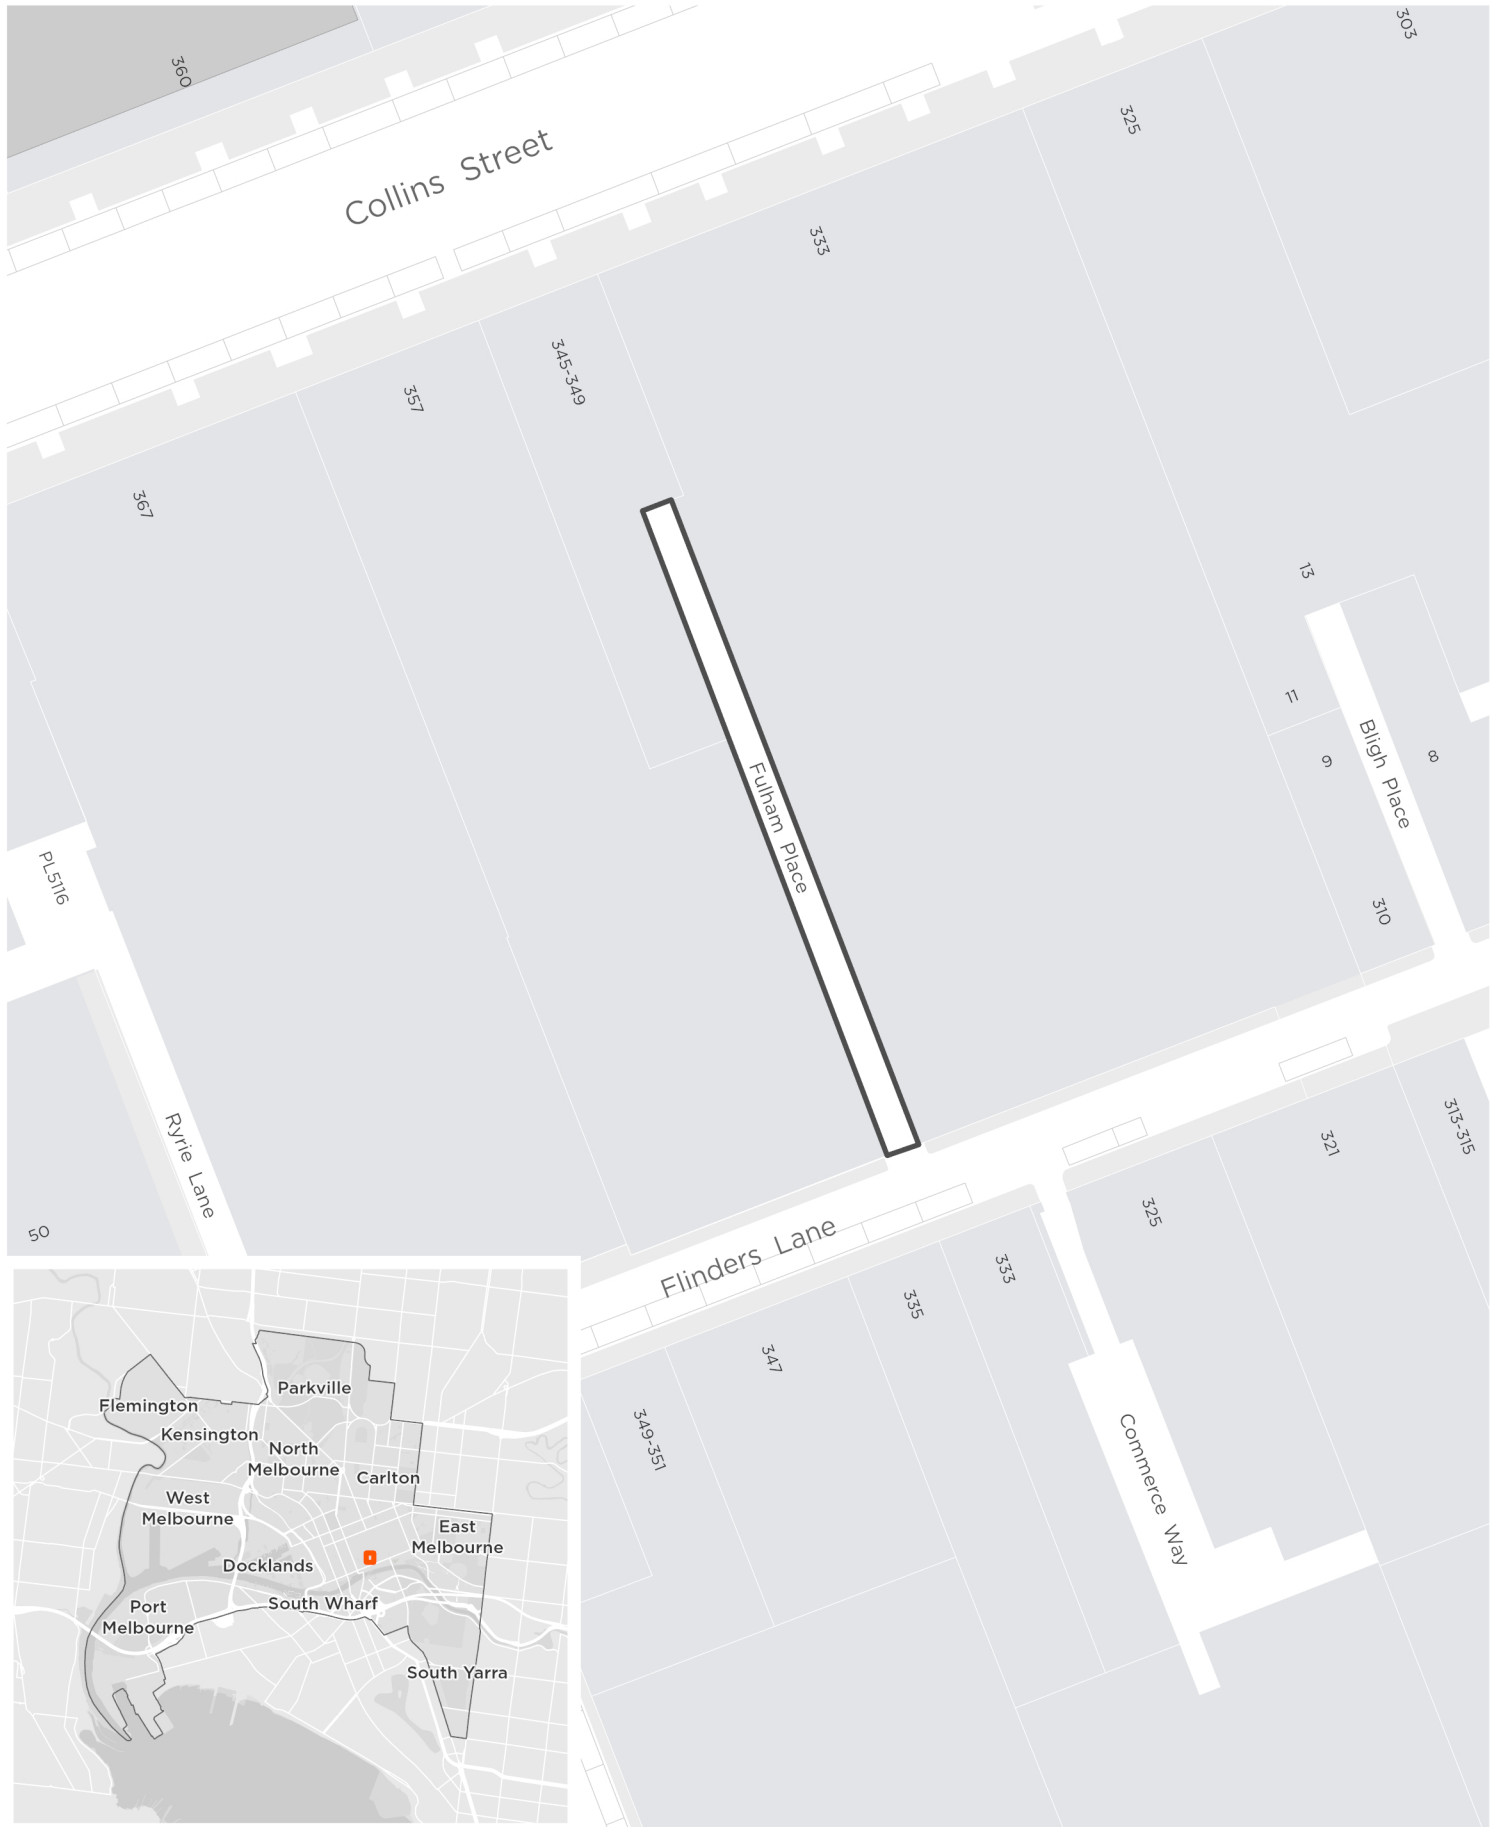 303
360
325
Collins Street
333
345-349
357
367
13
11
9
8
Bligh Place
Fulham Place
PL5116
310
Ryrie Lane
313-315
321
325
50
Flinders Lane
333
335
347
349-351
Commerce Way
Parkville
Flemington
Kensington
North
Melbourne
Carlton
West
Melbourne
East
Melbourne
Docklands
South Wharf
Port
Melbourne
South Yarra